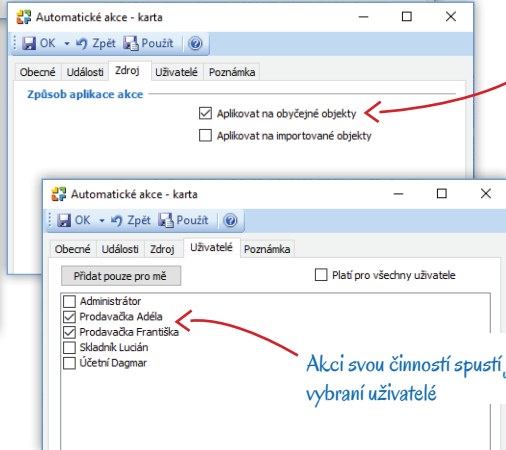 Automatické akce - karta
OK Zpět Použít
Obecné Události Zdroj Uživatelé Poznámka
Způsob aplikace akce
Aplikovat na obyčejné objekty
Aplikovat na importované objekty
Automatické akce - karta
OK Zpět Použít
Obecné Události Zdroj Uživatelé Poznámka
Přidat pouze pro mě
Platí pro všechny uživatele
Administrátor
Prodavačka Adéla
Prodavačka Františka
Skladník Lucián
Účetní Dagmar
Akci svou činností spustí
vybraní uživatelé